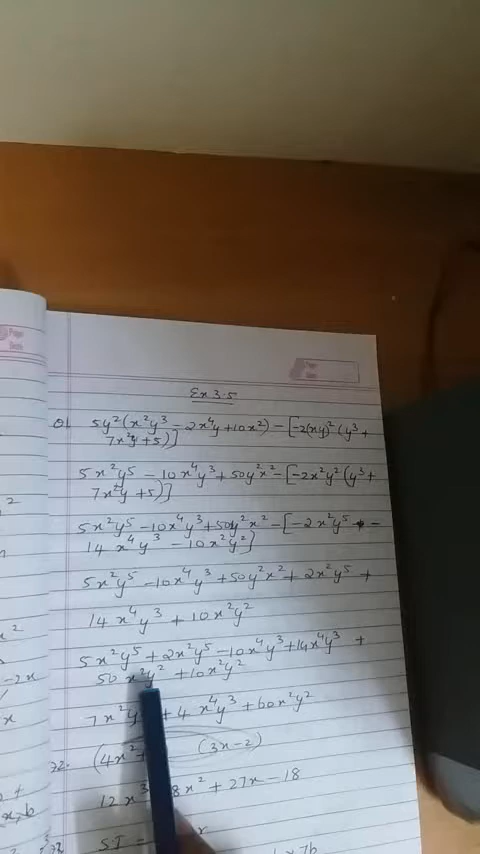 Ex 3.5
Q1 5y²(x²y³ - 2x⁴y + 10x²) - [-2(xy)² (y³ +
7x²y + 5)]
5x²y⁵ - 10x⁴y³ + 50y²x² - [-2x²y² (y³ +
7x²y + 5)]
5x²y⁵ - 10x⁴y³ + 50y²x² - [-2x²y⁵ -
14x⁴y³ - 10x²y²]
5x²y⁵ - 10x⁴y³ + 50y²x² + 2x²y⁵ +
14x⁴y³ + 10x²y²
5x²y⁵ + 2x²y⁵ - 10x⁴y³ + 14x⁴y³ +
50x²y² + 10x²y²
7x²y + 4x⁴y³ + 60x²y²
(4x² (3x-2)
12x³ 8x² + 27x - 18
S.I =